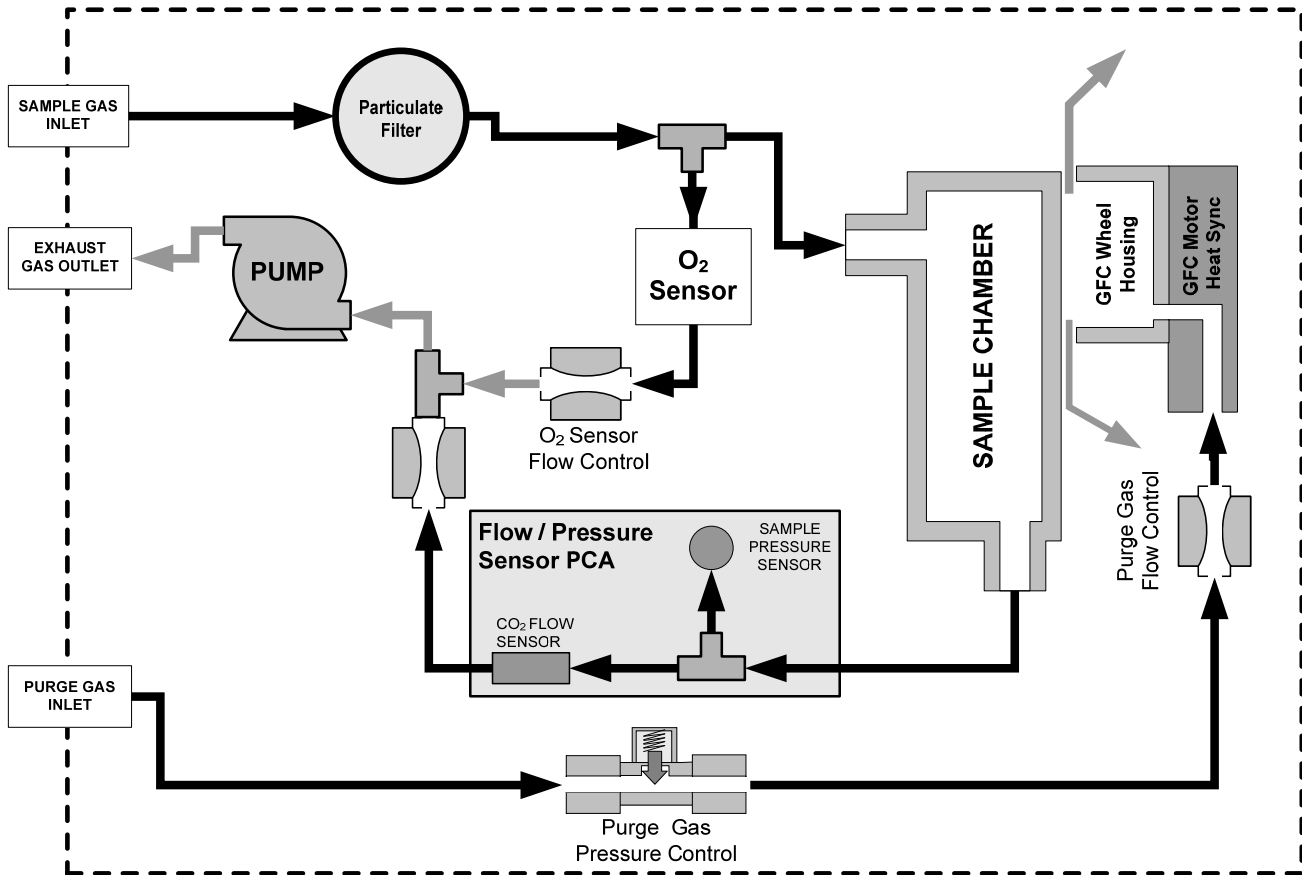 SAMPLE GAS
INLET
Particulate
Filter
EXHAUST
GAS OUTLET
PUMP
O₂
Sensor
SAMPLE CHAMBER
GFC Wheel
Housing
GFC Motor
Heat Sync
O₂ Sensor
Flow Control
Flow / Pressure
Sensor PCA
SAMPLE
PRESSURE
SENSOR
CO₂ FLOW
SENSOR
Purge Gas
Flow Control
PURGE GAS
INLET
Purge Gas
Pressure Control